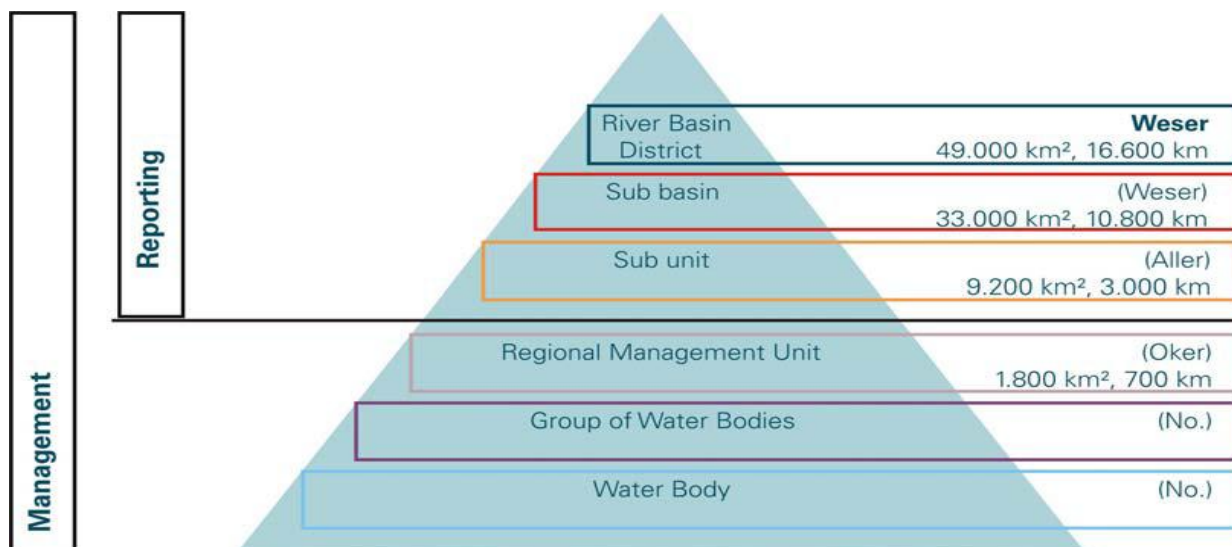 Management
Reporting
River Basin
District
Weser
49.000 km², 16.600 km
Sub basin
(Weser)
33.000 km², 10.800 km
Sub unit
(Aller)
9.200 km², 3.000 km
Regional Management Unit
(Oker)
1.800 km², 700 km
Group of Water Bodies
(No.)
Water Body
(No.)